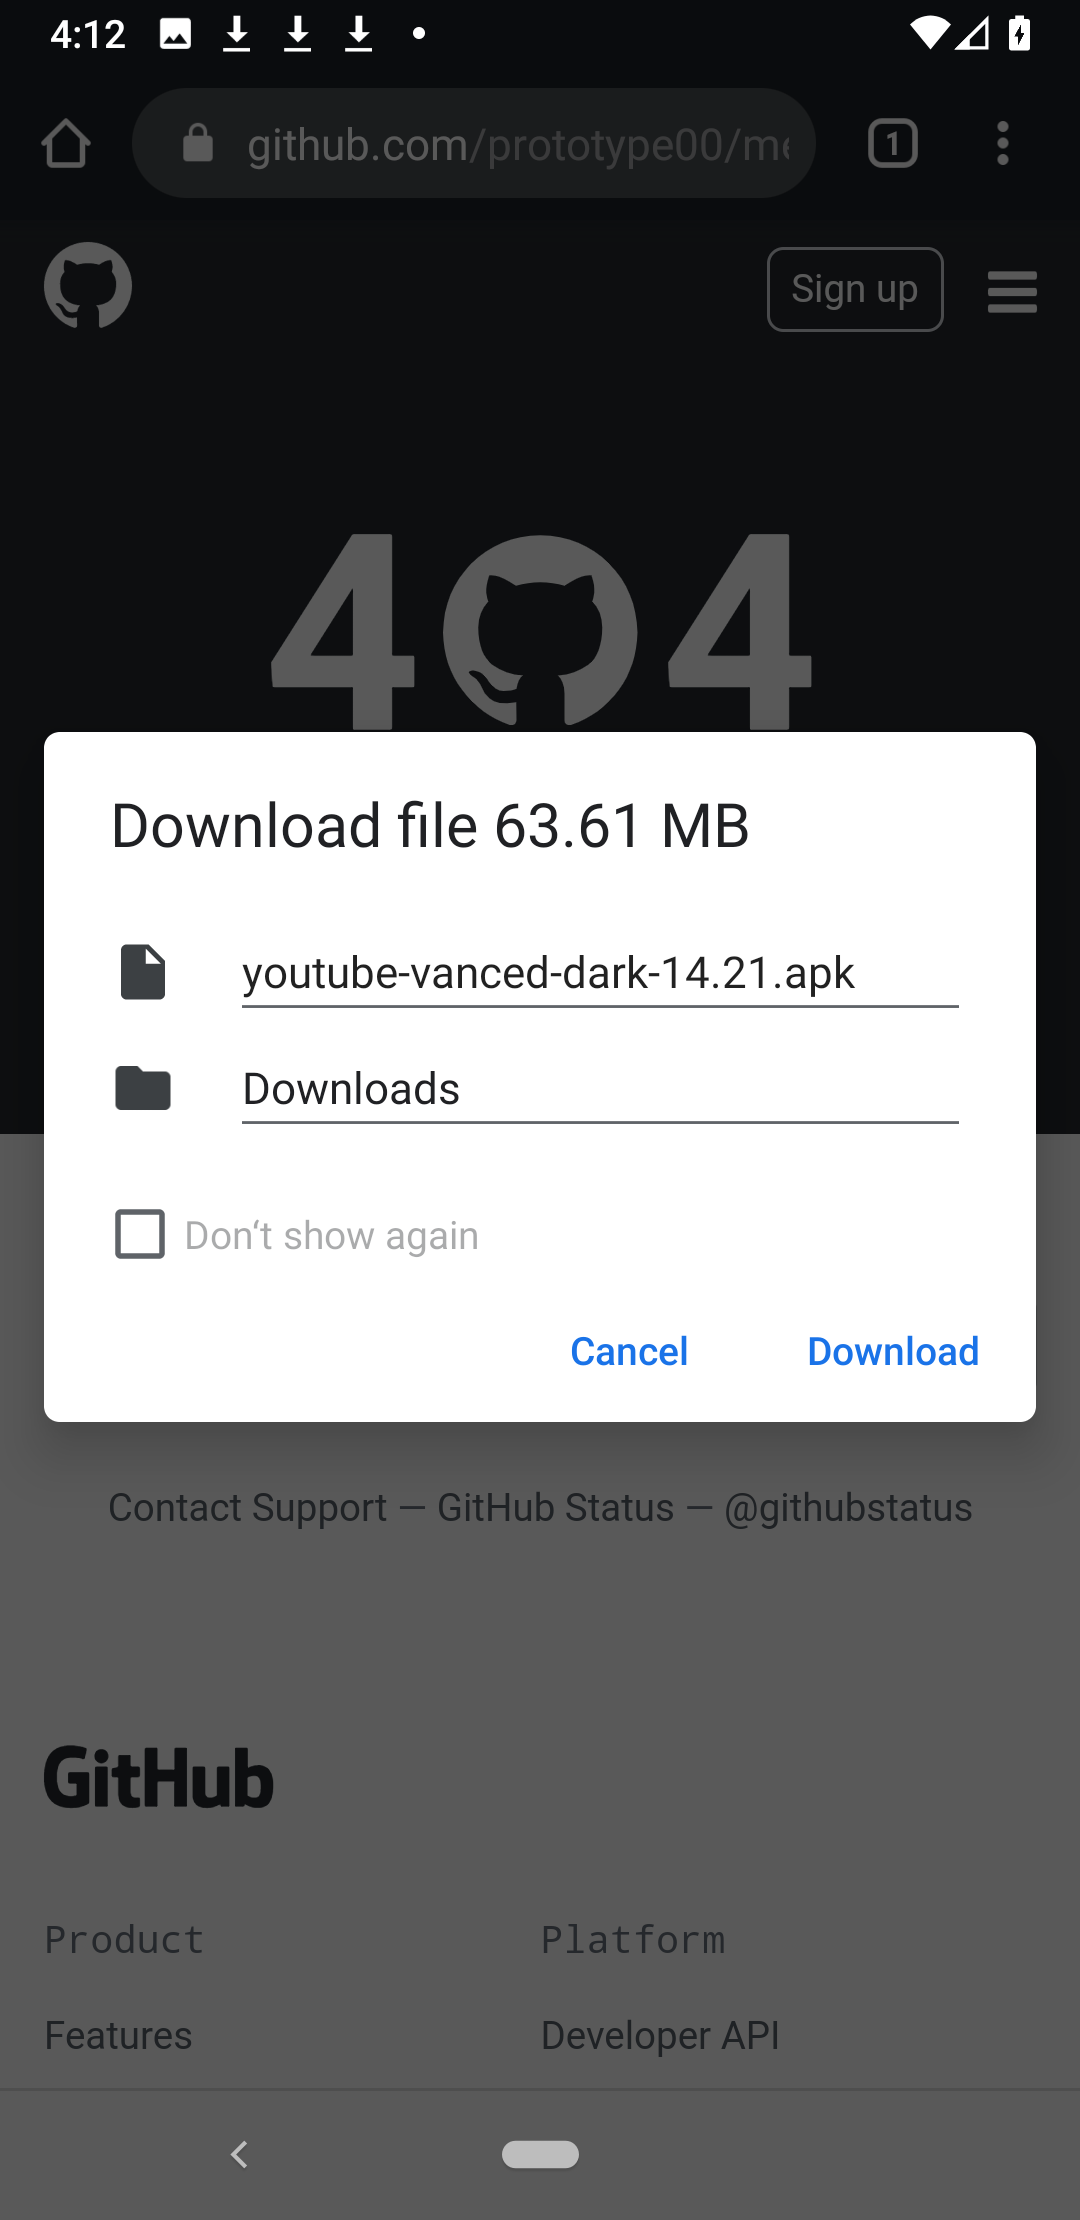 4:12
github.com/prototype00/me
1
Sign up
404
Download file 63.61 MB
youtube-vanced-dark-14.21.apk
Downloads
Don‘t show again
Cancel Download
Contact Support — GitHub Status — @githubstatus
GitHub
Product Platform
Features Developer API